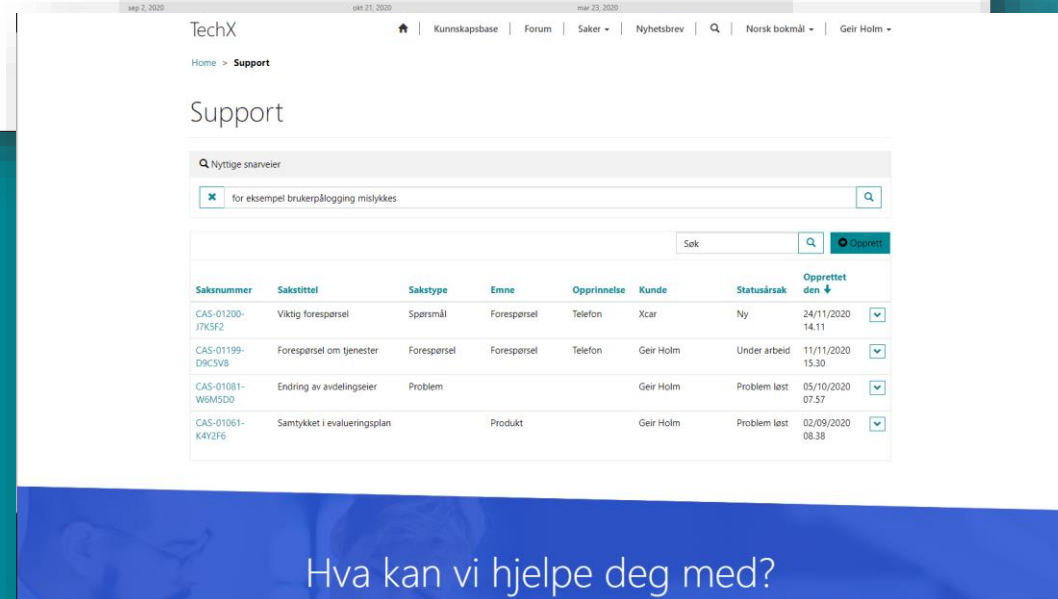 sep 2, 2020 okt 21, 2020 mar 23, 2020
TechX Kunnskapsbase Forum Saker Nyhetsbrev Norsk bokmål Geir Holm
Home > Support
Support
Nyttige snarveier
for eksempel brukerpålogging mislykkes
Søk Opprett
Saksnummer Sakstittel Sakstype Emne Opprinnelse Kunde Statusårsak Opprettet den
CAS-01200-J7K5F2 Viktig forespørsel Spørsmål Forespørsel Telefon Xcar Ny 24/11/2020 14.11
CAS-01199-D9C5V8 Forespørsel om tjenester Forespørsel Forespørsel Telefon Geir Holm Under arbeid 11/11/2020 15.30
CAS-01081-W6M5D0 Endring av avdelingseier Problem Geir Holm Problem løst 05/10/2020 07.57
CAS-01061-K4Y2F6 Samtykket i evalueringsplan Produkt Geir Holm Problem løst 02/09/2020 08.38
Hva kan vi hjelpe deg med?